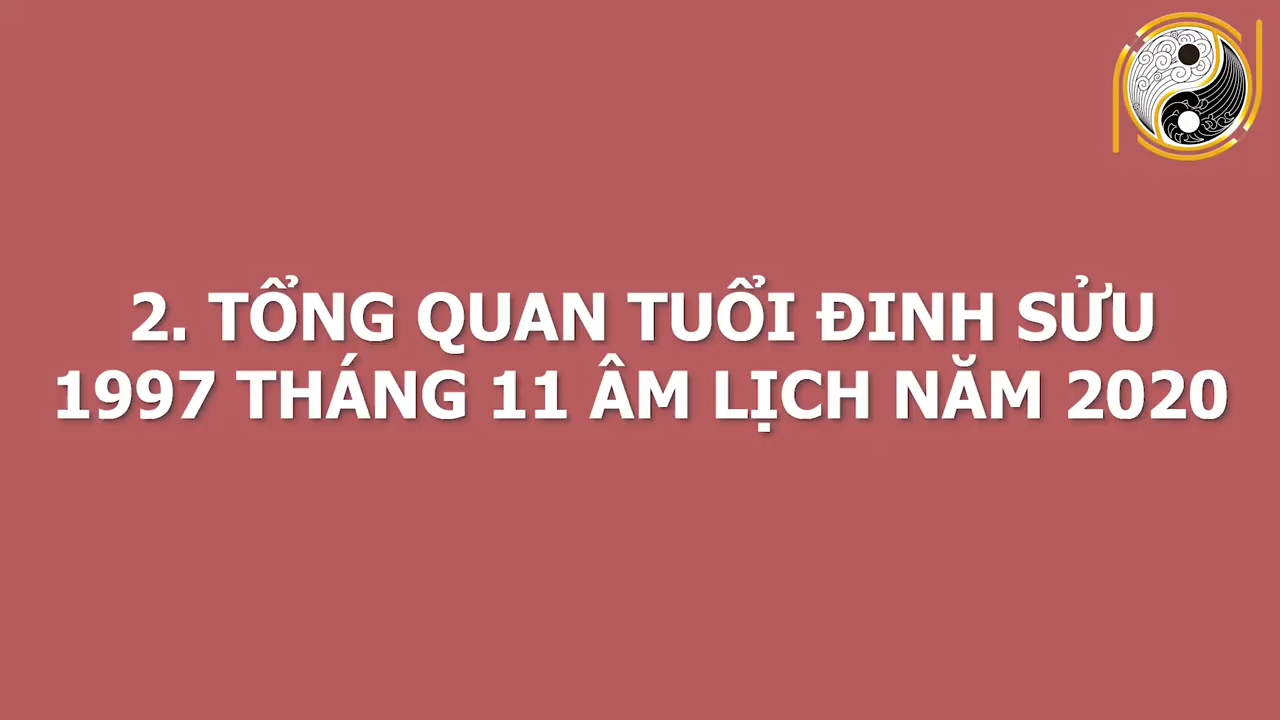 2. TỔNG QUAN TUỔI ĐINH SỬU
1997 THÁNG 11 ÂM LỊCH NĂM 2020